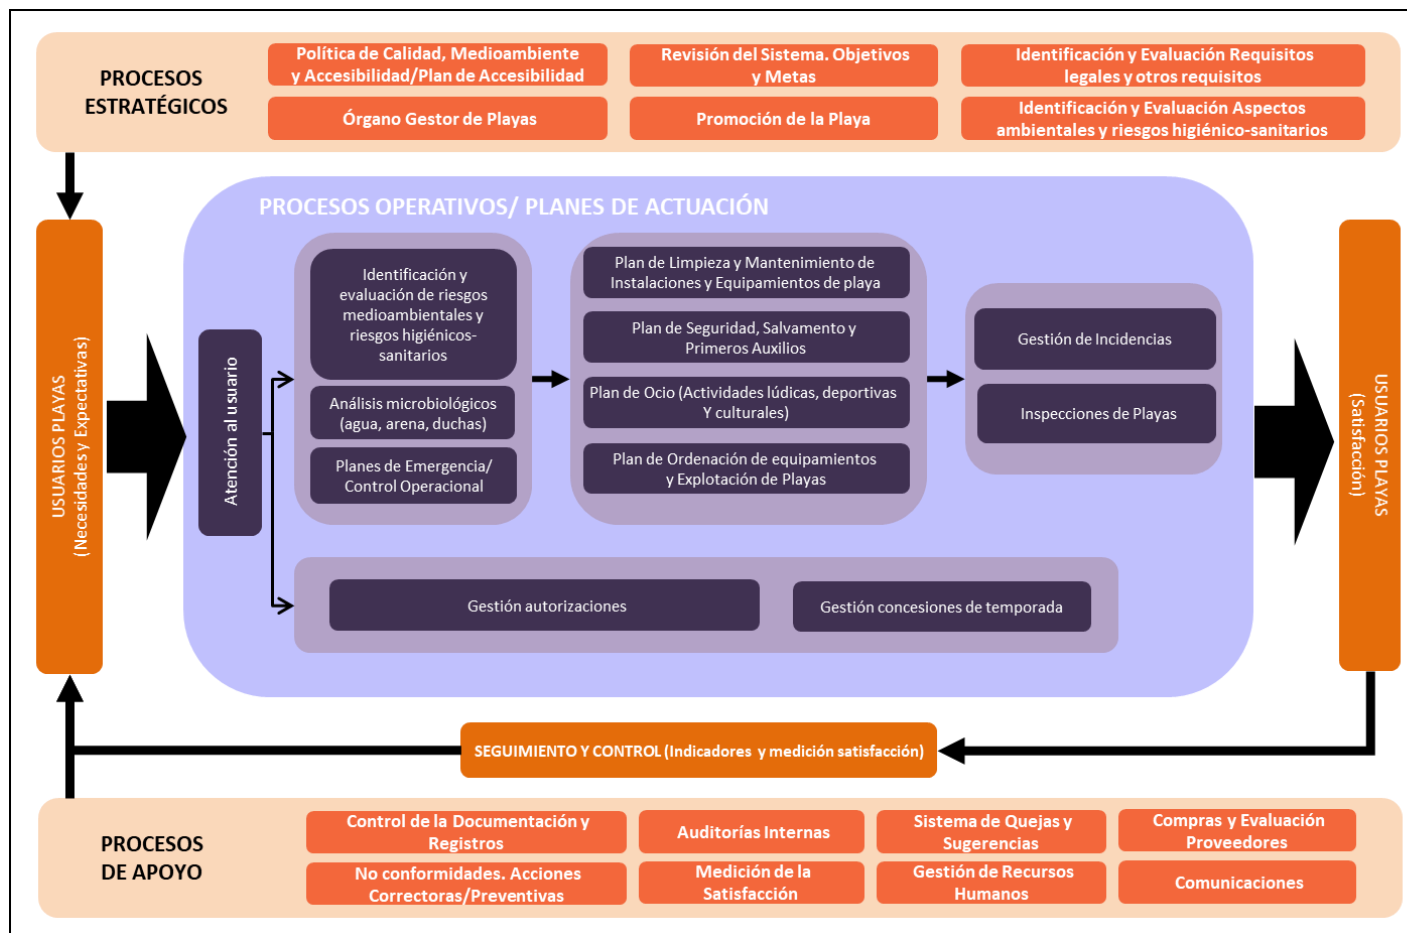 PROCESOS
ESTRATÉGICOS
Política de Calidad, Medioambiente
y Accesibilidad/Plan de Accesibilidad
Revisión del Sistema. Objetivos
y Metas
Identificación y Evaluación Requisitos
legales y otros requisitos
Órgano Gestor de Playas
Promoción de la Playa
Identificación y Evaluación Aspectos
ambientales y riesgos higiénico-sanitarios
USUARIOS PLAYAS
(Necesidades y Expectativas)
PROCESOS OPERATIVOS/ PLANES DE ACTUACIÓN
Atención al usuario
Identificación y
evaluación de riesgos
medioambientales y
riesgos higiénicos-
sanitarios
Análisis microbiológicos
(agua, arena, duchas)
Planes de Emergencia/
Control Operacional
Plan de Limpieza y Mantenimiento de
Instalaciones y Equipamientos de playa
Plan de Seguridad, Salvamento y
Primeros Auxilios
Plan de Ocio (Actividades lúdicas, deportivas
Y culturales)
Plan de Ordenación de equipamientos
y Explotación de Playas
Gestión de Incidencias
Inspecciones de Playas
Gestión autorizaciones
Gestión concesiones de temporada
USUARIOS PLAYAS
(Satisfacción)
SEGUIMIENTO Y CONTROL (Indicadores y medición satisfacción)
PROCESOS
DE APOYO
Control de la Documentación y
Registros
Auditorías Internas
Sistema de Quejas y
Sugerencias
Compras y Evaluación
Proveedores
No conformidades. Acciones
Correctoras/Preventivas
Medición de la
Satisfacción
Gestión de Recursos
Humanos
Comunicaciones